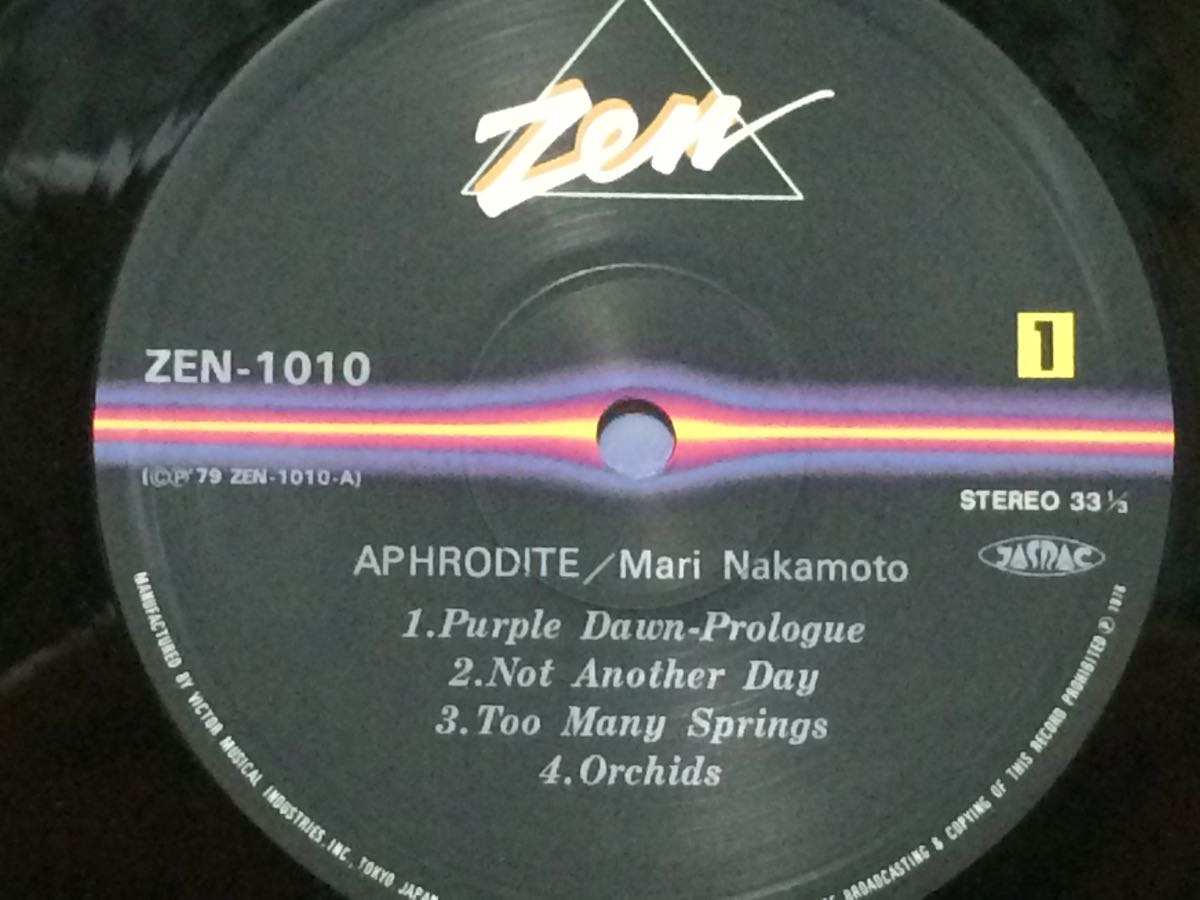 Zen
ZEN-1010
1
(©℗'79 ZEN-1010-A)
STEREO 33⅓
JASRAC
APHRODITE/Mari Nakamoto
1.Purple Dawn-Prologue
2.Not Another Day
3.Too Many Springs
4.Orchids
MANUFACTURED BY VICTOR MUSICAL INDUSTRIES, INC., TOKYO JAPAN
BROADCASTING & COPYING OF THIS RECORD PROHIBITED ℗ 1978